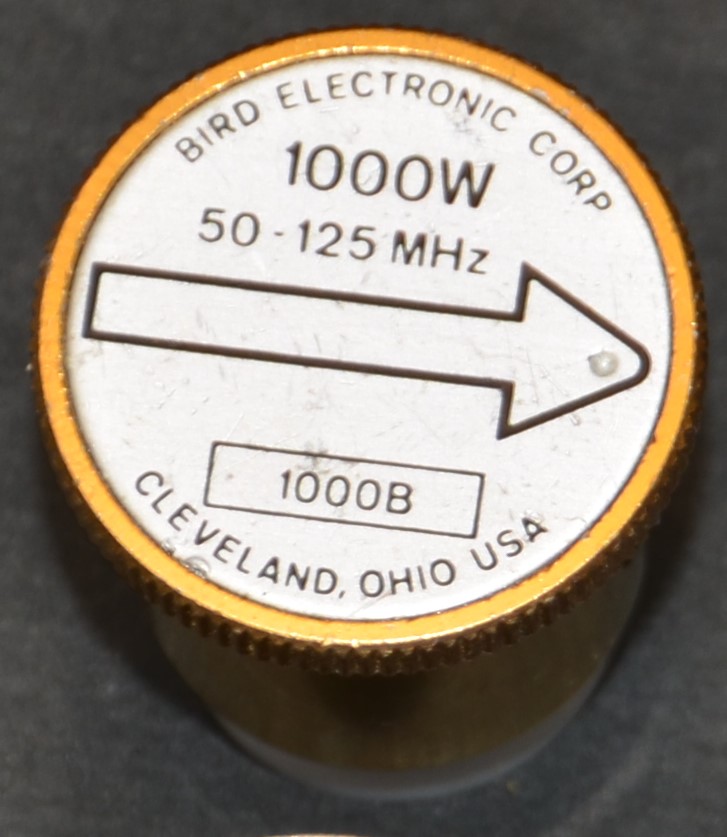 BIRD ELECTRONIC CORP
1000W
50-125 MHz
1000B
CLEVELAND, OHIO USA